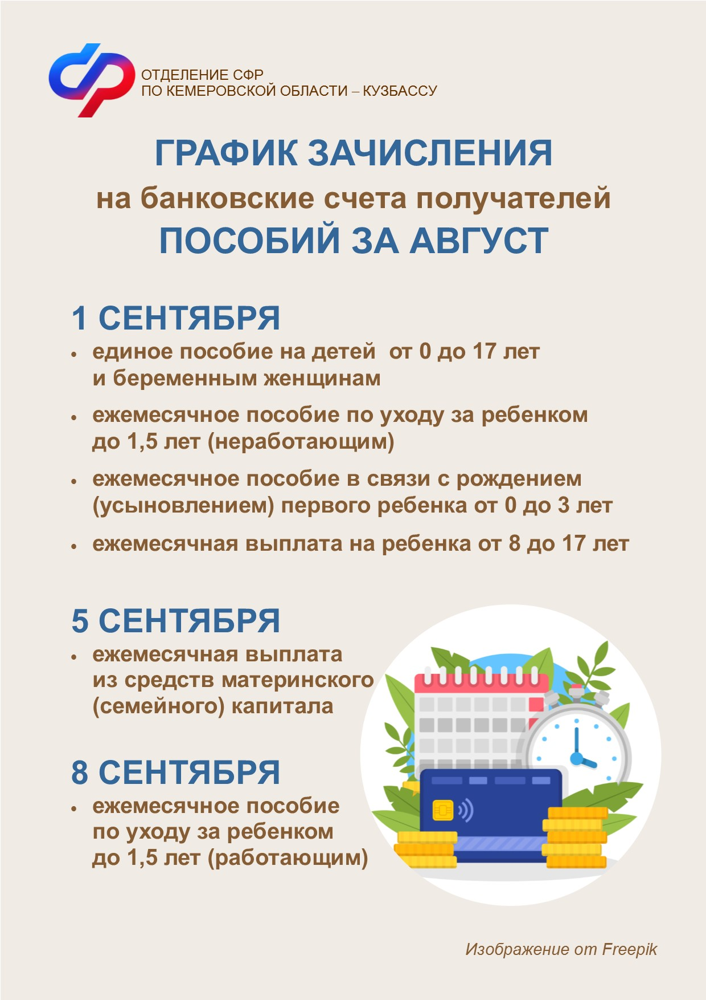 ОТДЕЛЕНИЕ СФР
ПО КЕМЕРОВСКОЙ ОБЛАСТИ – КУЗБАССУ
ГРАФИК ЗАЧИСЛЕНИЯ
на банковские счета получателей
ПОСОБИЙ ЗА АВГУСТ
1 СЕНТЯБРЯ
• единое пособие на детей от 0 до 17 лет
и беременным женщинам
• ежемесячное пособие по уходу за ребенком
до 1,5 лет (неработающим)
• ежемесячное пособие в связи с рождением
(усыновлением) первого ребенка от 0 до 3 лет
• ежемесячная выплата на ребенка от 8 до 17 лет
5 СЕНТЯБРЯ
• ежемесячная выплата
из средств материнского
(семейного) капитала
8 СЕНТЯБРЯ
• ежемесячное пособие
по уходу за ребенком
до 1,5 лет (работающим)
Изображение от Freepik